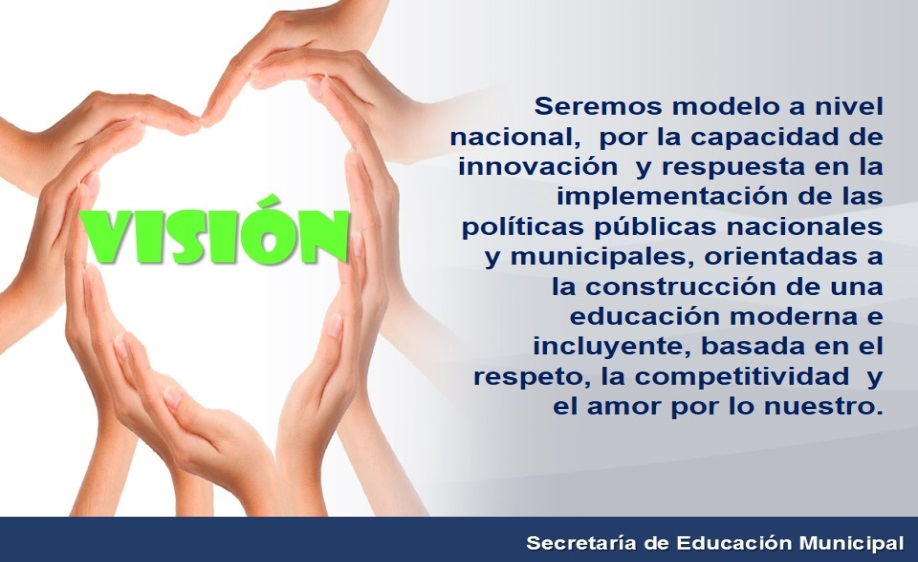 VISIÓN
Seremos modelo a nivel
nacional,  por la capacidad de
innovación  y respuesta en la
implementación de las
políticas públicas nacionales
y municipales, orientadas a
la construcción de una
educación moderna e
incluyente, basada en el
respeto, la competitividad  y
el amor por lo nuestro.
Secretaría de Educación Municipal